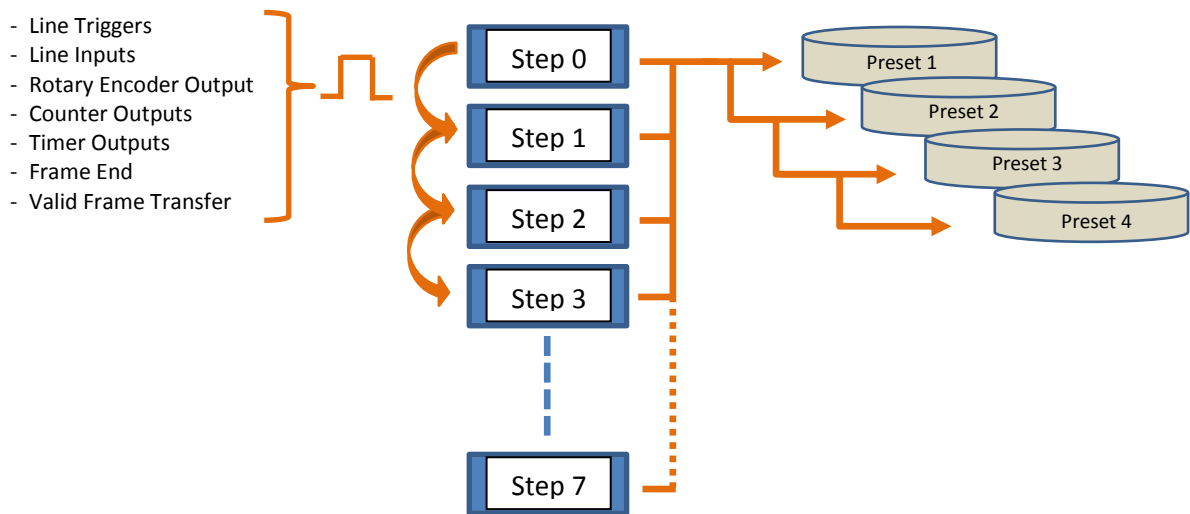 - Line Triggers
- Line Inputs
- Rotary Encoder Output
- Counter Outputs
- Timer Outputs
- Frame End
- Valid Frame Transfer
Step 0
Step 1
Step 2
Step 3
Step 7
Preset 1
Preset 2
Preset 3
Preset 4